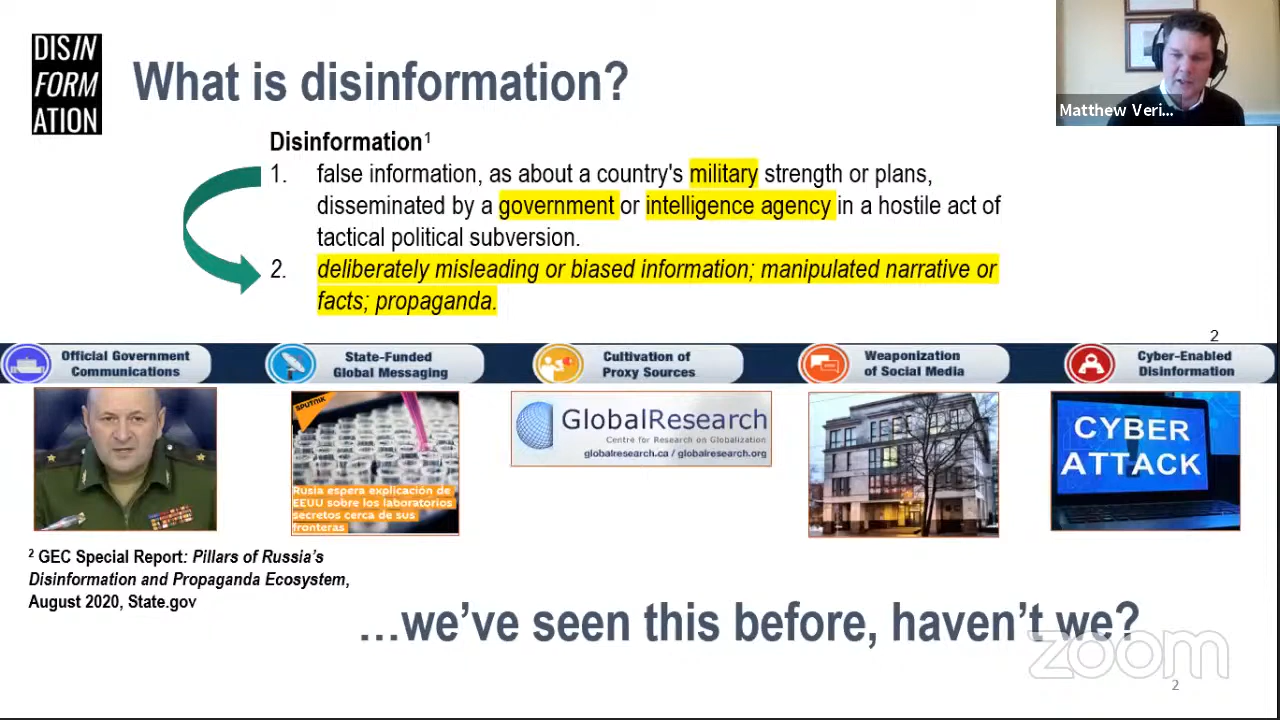 DISIN
FORM
ATION
What is disinformation?
Matthew Veri...
Disinformation1
1. false information, as about a country's military strength or plans,
disseminated by a government or intelligence agency in a hostile act of
tactical political subversion.
2. deliberately misleading or biased information; manipulated narrative or
facts; propaganda.
2
Official Government
Communications
State-Funded
Global Messaging
Cultivation of
Proxy Sources
Weaponization
of Social Media
Cyber-Enabled
Disinformation
SPUTNIK
Rusia espera explicación de
EEUU sobre los laboratorios
secretos cerca de sus
fronteras
GlobalResearch
Centre for Research on Globalization
globalresearch.ca / globalresearch.org
CYBER
ATTACK
2 GEC Special Report: Pillars of Russia's
Disinformation and Propaganda Ecosystem,
August 2020, State.gov
…we've seen this before, haven't we?
zoom
2